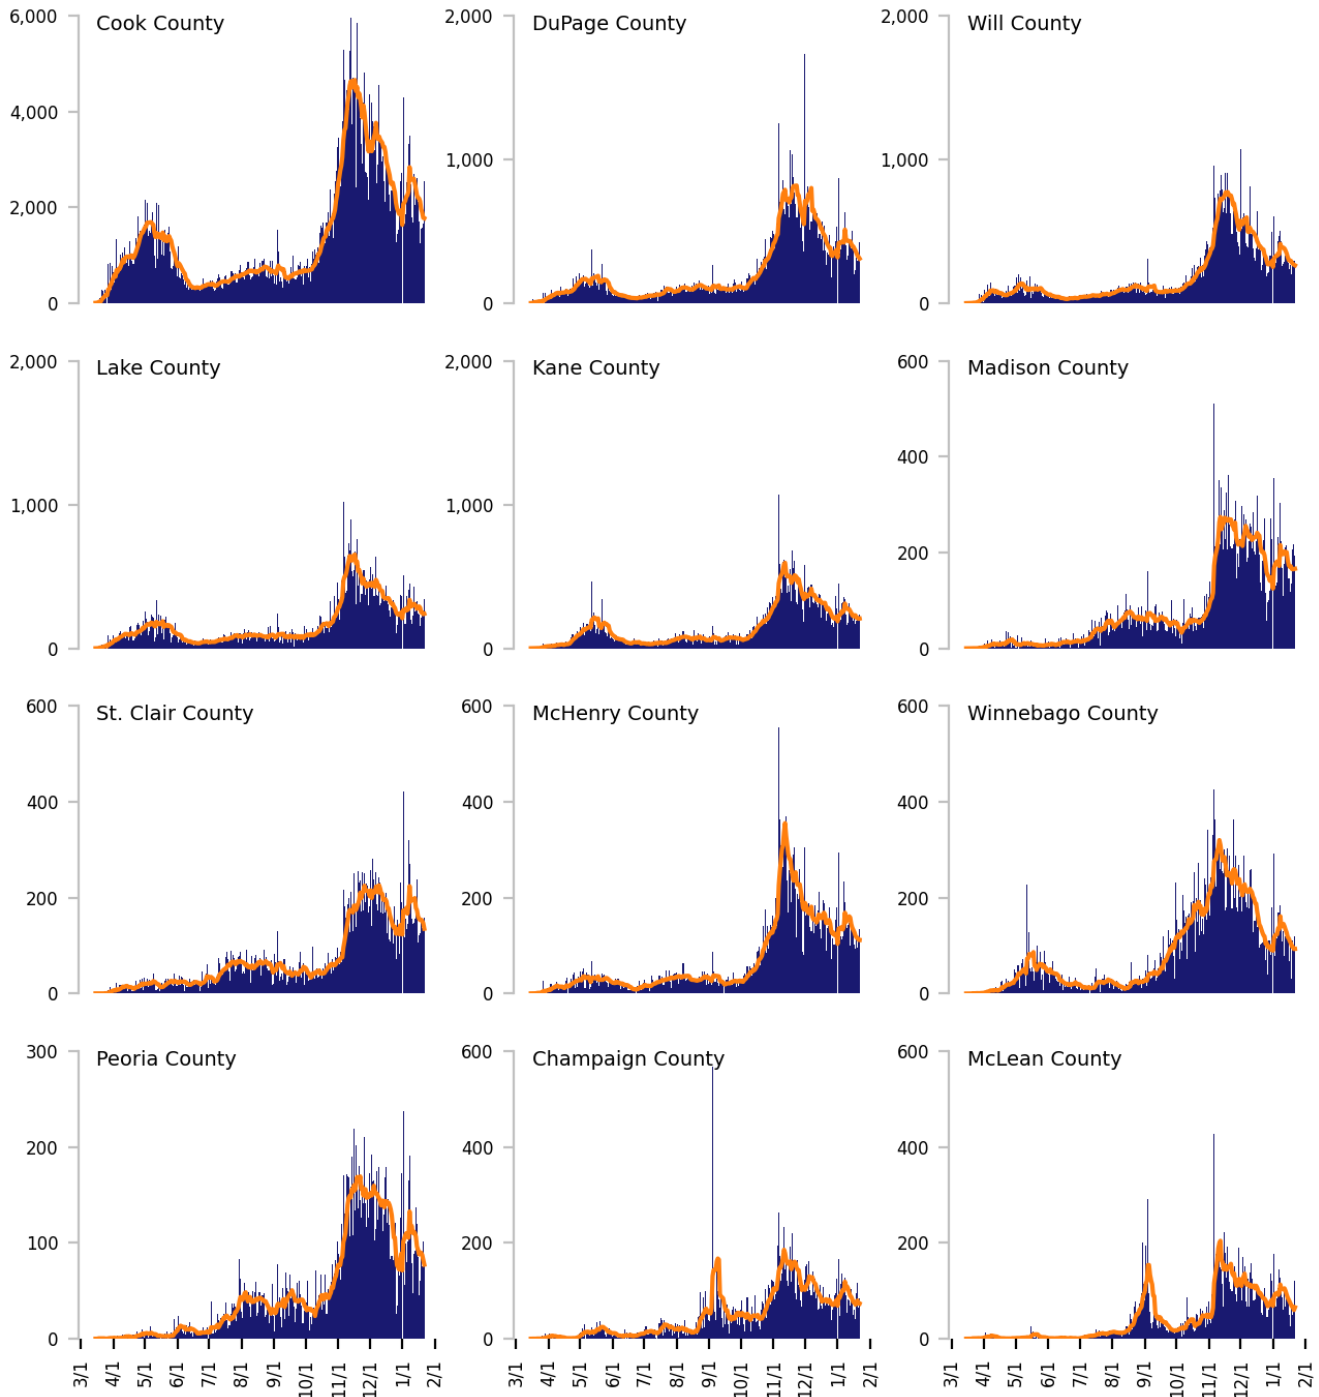 6,000
4,000
2,000
0
Cook County
2,000
1,000
0
DuPage County
2,000
1,000
0
Will County
2,000
1,000
0
Lake County
2,000
1,000
0
Kane County
600
400
200
0
Madison County
600
400
200
0
St. Clair County
600
400
200
0
McHenry County
600
400
200
0
Winnebago County
300
200
100
0
Peoria County
600
400
200
0
Champaign County
600
400
200
0
McLean County
3/1 4/1 5/1 6/1 7/1 8/1 9/1 10/1 11/1 12/1 1/1 2/1
3/1 4/1 5/1 6/1 7/1 8/1 9/1 10/1 11/1 12/1 1/1 2/1
3/1 4/1 5/1 6/1 7/1 8/1 9/1 10/1 11/1 12/1 1/1 2/1